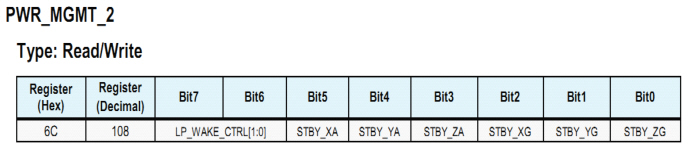 PWR_MGMT_2
Type: Read/Write
Register (Hex) Register (Decimal) Bit7 Bit6 Bit5 Bit4 Bit3 Bit2 Bit1 Bit0
6C 108 LP_WAKE_CTRL[1:0] STBY_XA STBY_YA STBY_ZA STBY_XG STBY_YG STBY_ZG